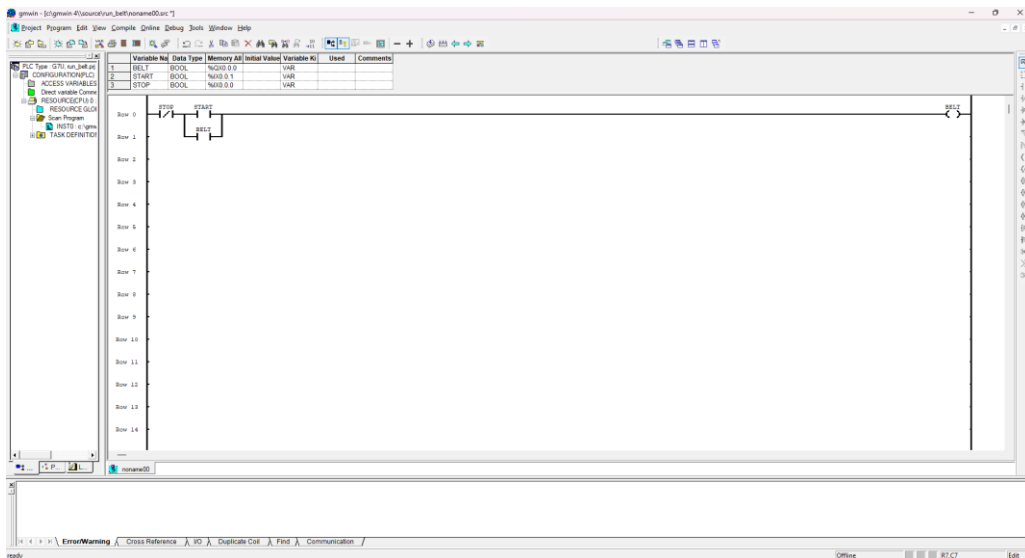 gmwin - [c:\gmwin 4\\source\run_belt\noname00.src *]
Project Program Edit View Compile Online Debug Tools Window Help
PLC Type : G7U, run_belt.prj
CONFIGURATION(PLC)
ACCESS VARIABLES
Direct variable Comme
RESOURCE(CPU) 0 :
RESOURCE GLO
Scan Program
INST0 : c:\gmw
TASK DEFINITIO
Variable Na Data Type Memory All Initial Value Variable Ki Used Comments
1 BELT BOOL %QX0.0.0 VAR
2 START BOOL %IX0.0.1 VAR
3 STOP BOOL %IX0.0.0 VAR
STOP START BELT
Row 0
BELT
Row 1
Row 2
Row 3
Row 4
Row 5
Row 6
Row 7
Row 8
Row 9
Row 10
Row 11
Row 12
Row 13
Row 14
P... L...
noname00
Error/Warning Cross Reference I/O Duplicate Coil Find Communication
ready Offline R7,C7 Edit